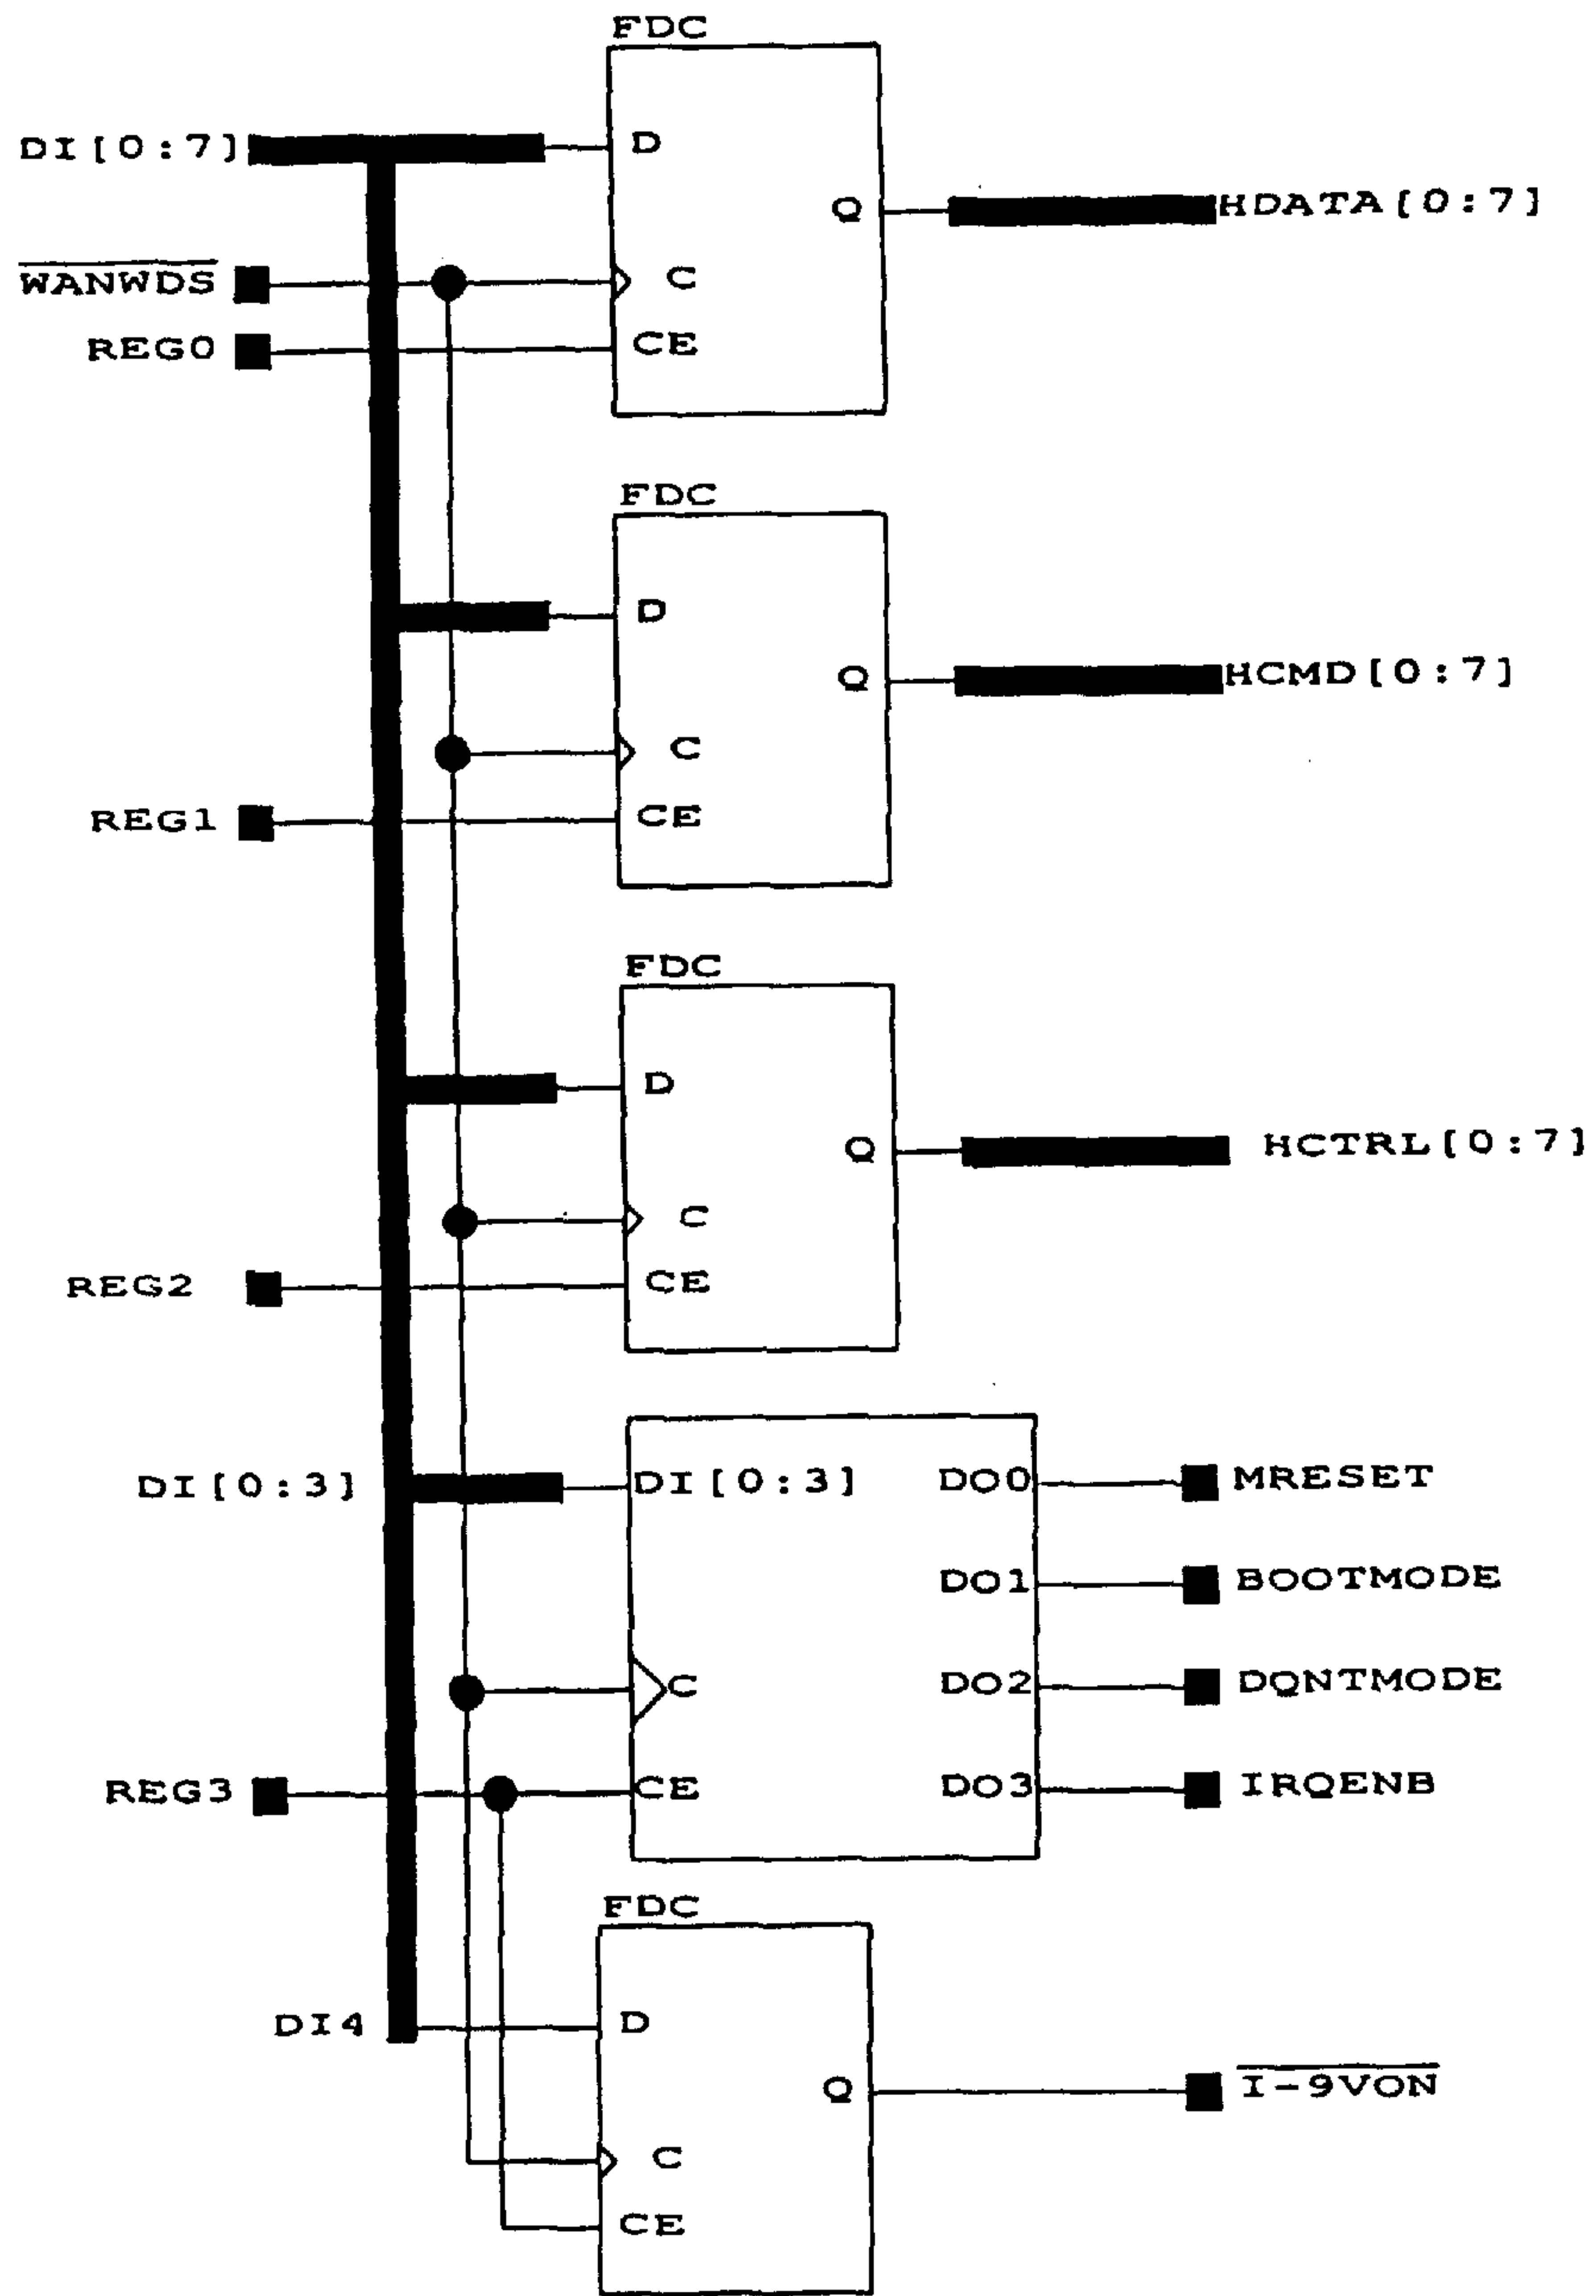 FDC
DI[0:7]
D
Q
HDATA[0:7]
WANWDS
C
REG0
CE
FDC
D
Q
HCMD[0:7]
C
REG1
CE
FDC
D
Q
HCTRL[0:7]
C
REG2
CE
DI[0:3]
DI[0:3]
DO0
MRESET
DO1
BOOTMODE
C
DO2
DQNTMODE
REG3
CE
DO3
IRQENB
FDC
DI4
D
Q
I-9VON
C
CE